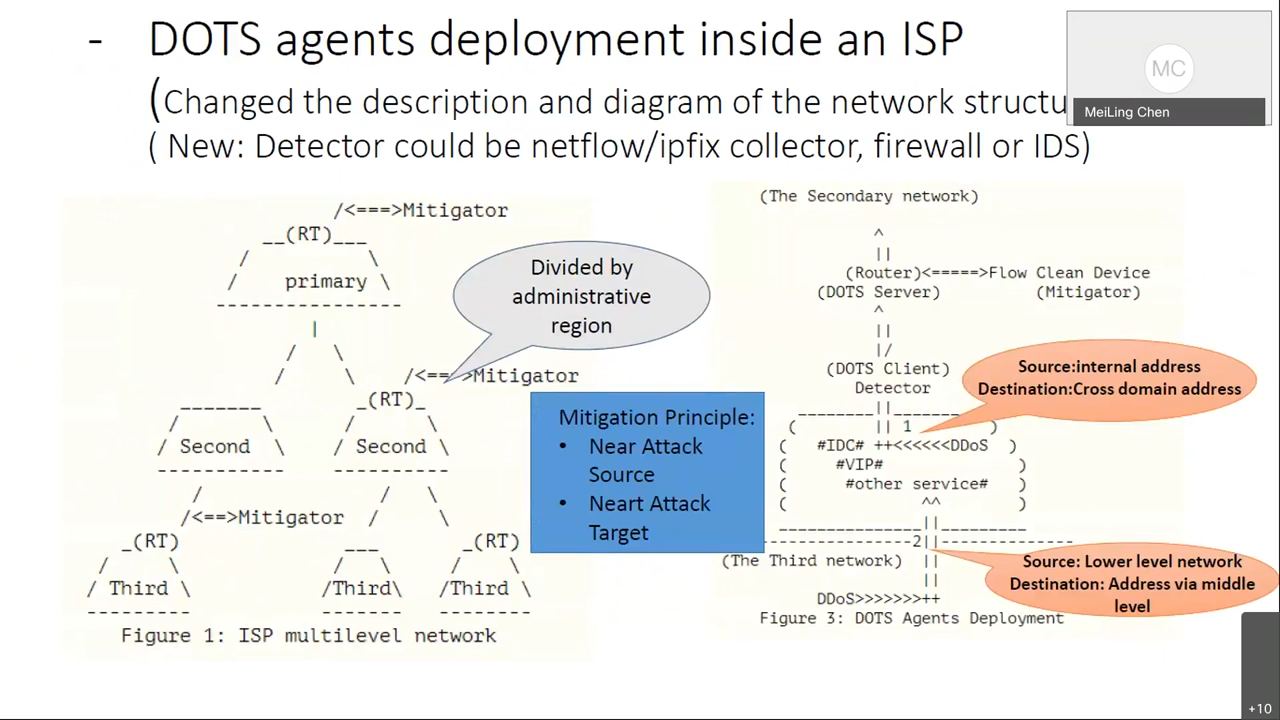 - DOTS agents deployment inside an ISP
(Changed the description and diagram of the network structu
( New: Detector could be netflow/ipfix collector, firewall or IDS)
MC
MeiLing Chen
/<===>Mitigator
__(RT)___
/ \
/ primary \
-----------------
|
/ \
/ \ /<==>Mitigator
_______ _(RT)_
/ \ / \
/ Second \ / Second \
----------- ----------
/ / \
/<==>Mitigator / \
_(RT) ___ _(RT)
/ \ / \ / \
/ Third \ /Third\ /Third \
--------- ------- ---------
Figure 1: ISP multilevel network
Divided by
administrative
region
Mitigation Principle:
• Near Attack
Source
• Neart Attack
Target
(The Secondary network)
^
||
(Router)<=====>Flow Clean Device
(DOTS Server) (Mitigator)
^
||
|/
(DOTS Client)
Detector
--------||-------
( || 1 )
( #IDC# ++<<<<<<DDoS )
( #VIP# )
( #other service# )
( ^^ )
-----------------||----------
---------------2||---------------
(The Third network) ||
||
DDoS>>>>>>>++
Figure 3: DOTS Agents Deployment
Source:internal address
Destination:Cross domain address
Source: Lower level network
Destination: Address via middle
level
+10